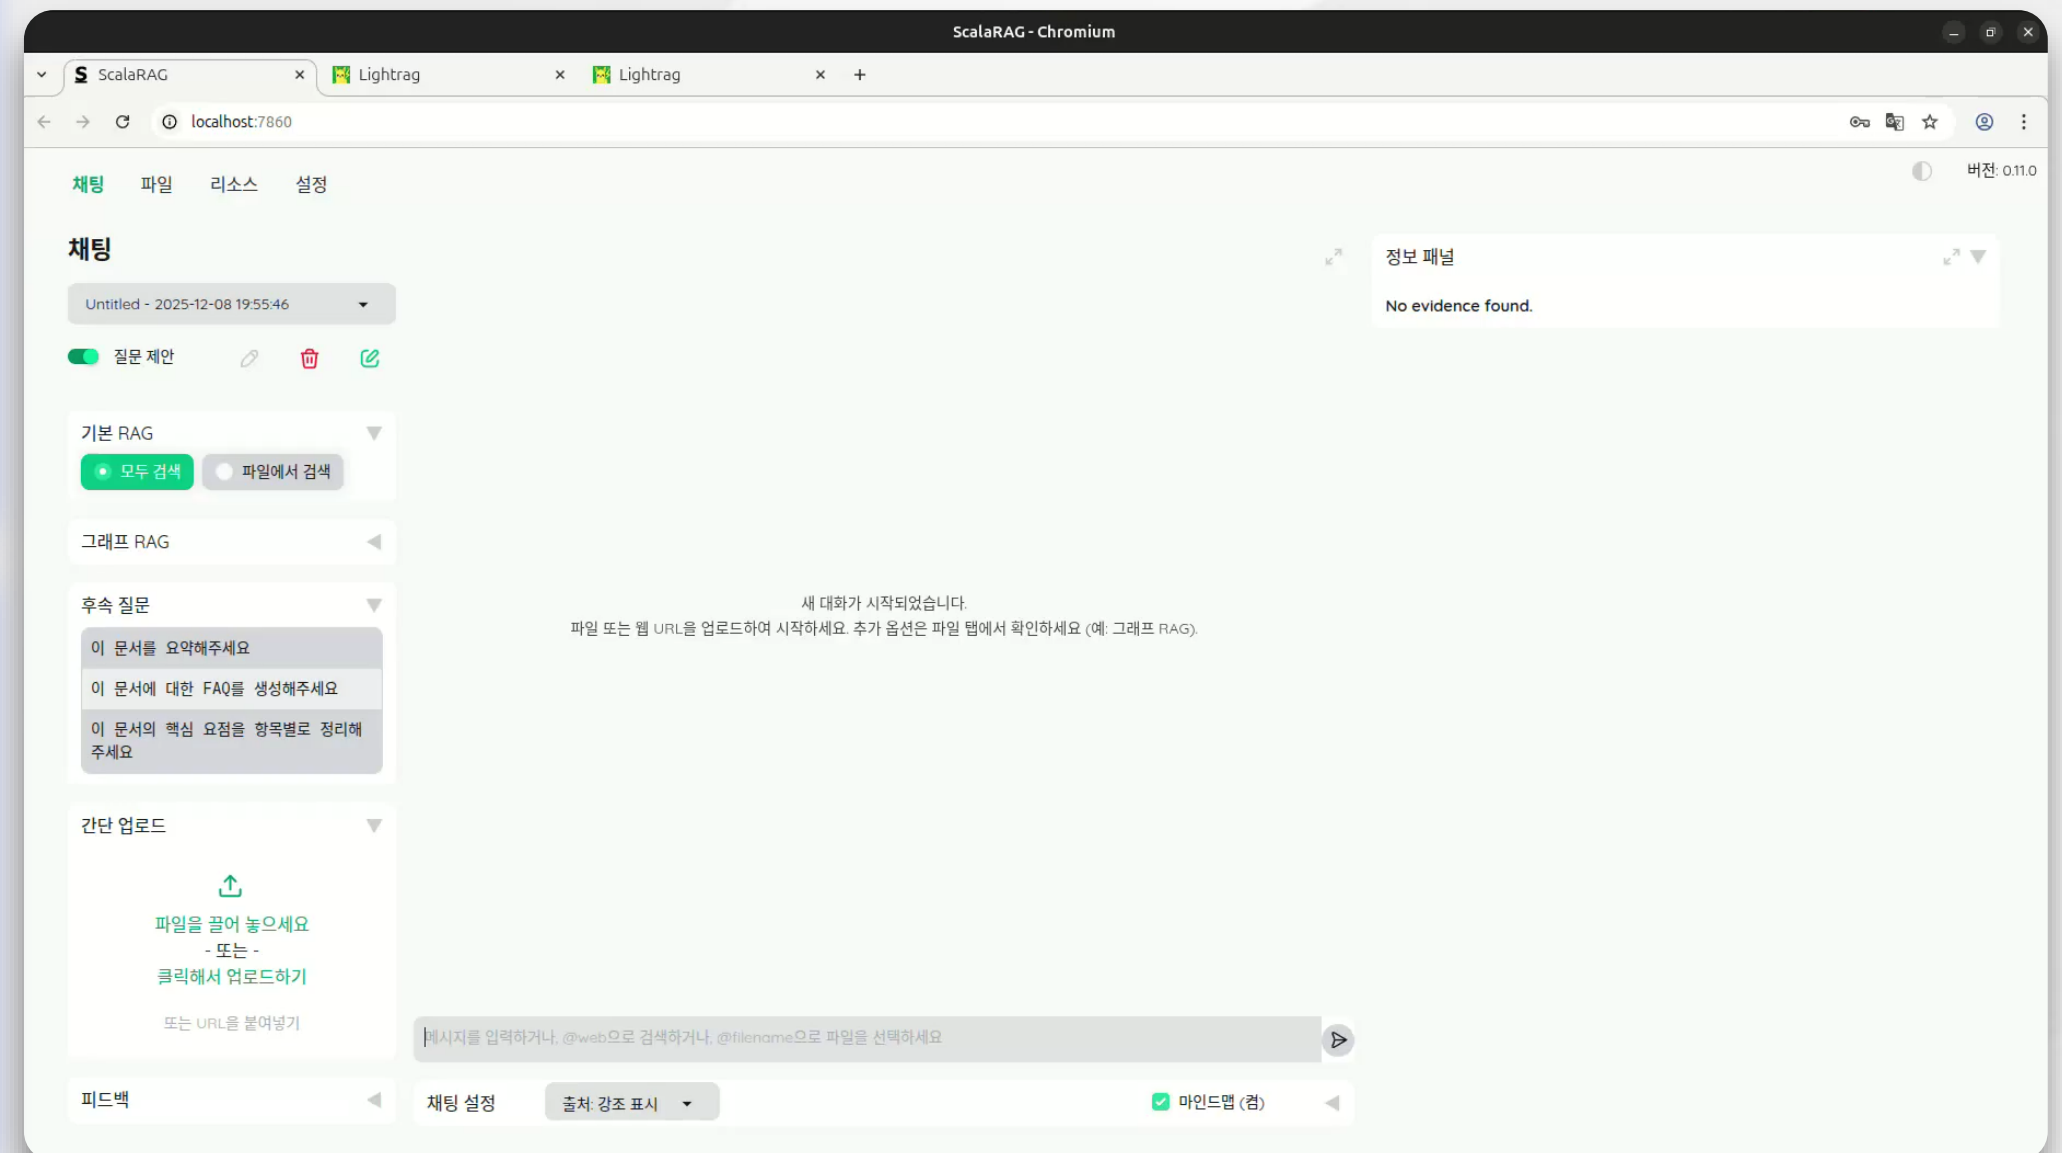 ScalaRAG - Chromium
ScalaRAG
Lightrag
Lightrag
localhost:7860
채팅
파일
리소스
설정
버전: 0.11.0
채팅
Untitled - 2025-12-08 19:55:46
질문 제안
기본 RAG
모두 검색
파일에서 검색
그래프 RAG
후속 질문
이 문서를 요약해주세요
이 문서에 대한 FAQ를 생성해주세요
이 문서의 핵심 요점을 항목별로 정리해
주세요
간단 업로드
파일을 끌어 놓으세요
- 또는 -
클릭해서 업로드하기
또는 URL을 붙여넣기
피드백
새 대화가 시작되었습니다.
파일 또는 웹 URL을 업로드하여 시작하세요. 추가 옵션은 파일 탭에서 확인하세요 (예: 그래프 RAG).
메시지를 입력하거나, @web으로 검색하거나, @filename으로 파일을 선택하세요
채팅 설정
출처: 강조 표시
마인드맵 (켬)
정보 패널
No evidence found.